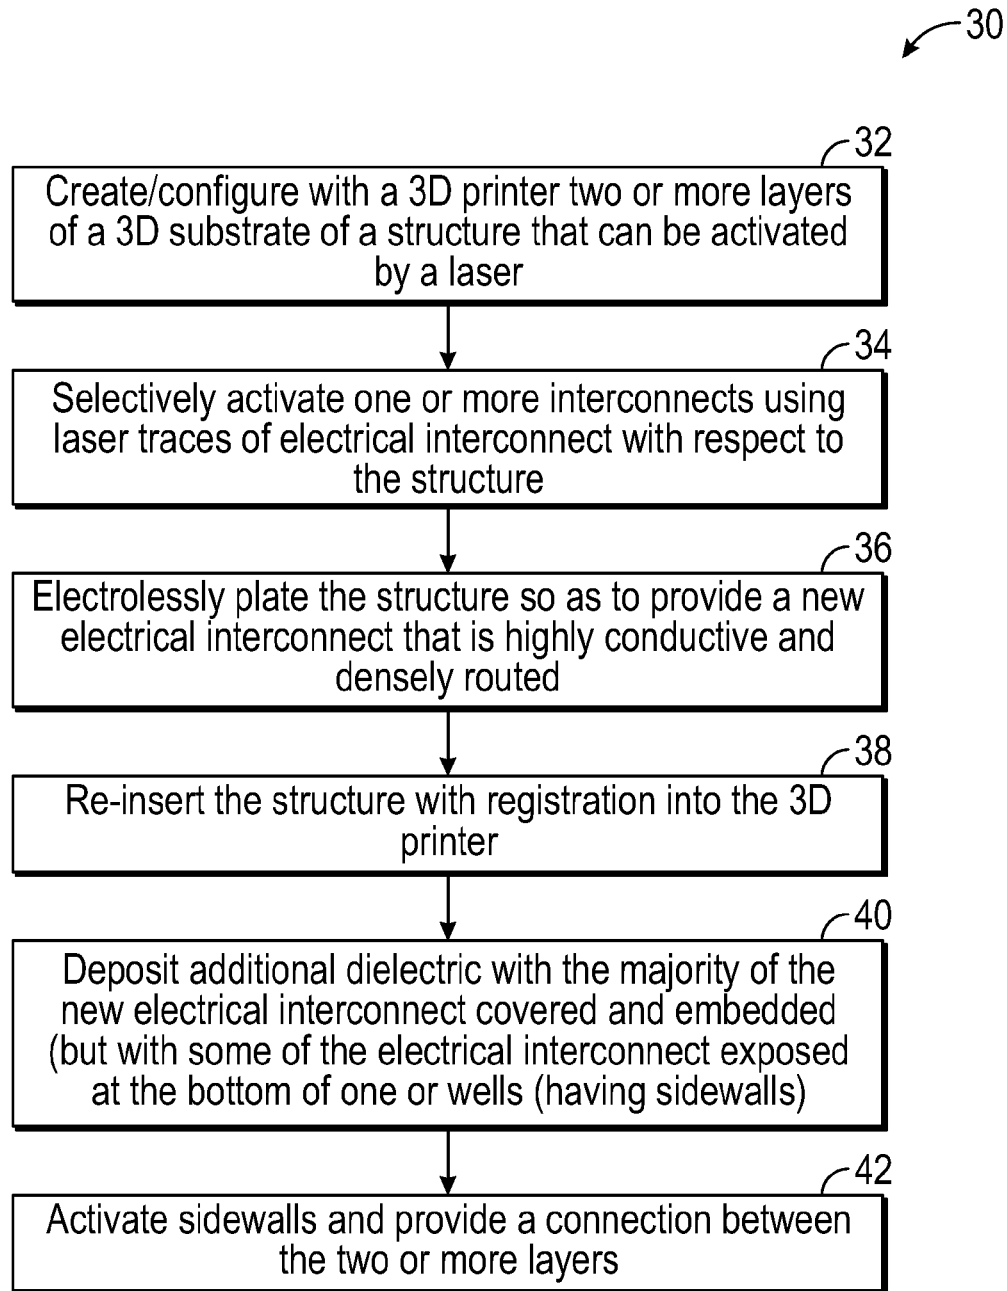 30
32
Create/configure with a 3D printer two or more layers
of a 3D substrate of a structure that can be activated
by a laser
34
Selectively activate one or more interconnects using
laser traces of electrical interconnect with respect to
the structure
36
Electrolessly plate the structure so as to provide a new
electrical interconnect that is highly conductive and
densely routed
38
Re-insert the structure with registration into the 3D
printer
40
Deposit additional dielectric with the majority of the
new electrical interconnect covered and embedded
(but with some of the electrical interconnect exposed
at the bottom of one or wells (having sidewalls)
42
Activate sidewalls and provide a connection between
the two or more layers